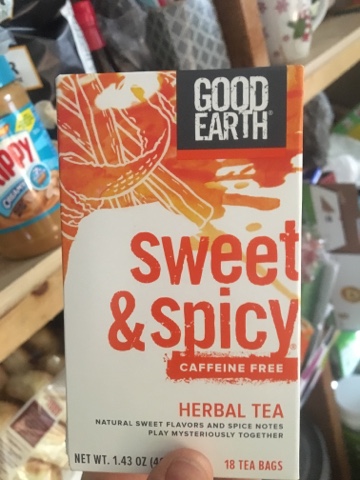 GOOD
EARTH®
sweet
& spicy
CAFFEINE FREE
HERBAL TEA
NATURAL SWEET FLAVORS AND SPICE NOTES
PLAY MYSTERIOUSLY TOGETHER
NET WT. 1.43 OZ
18 TEA BAGS